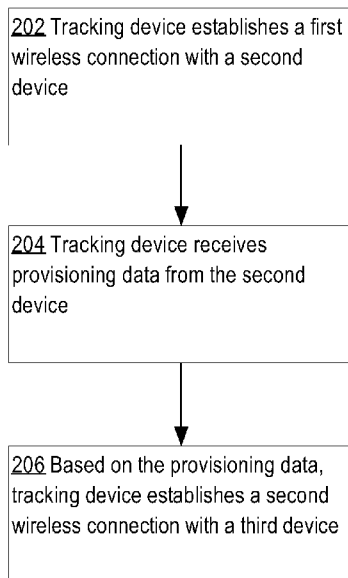 202 Tracking device establishes a first
wireless connection with a second
device
204 Tracking device receives
provisioning data from the second
device
206 Based on the provisioning data,
tracking device establishes a second
wireless connection with a third device